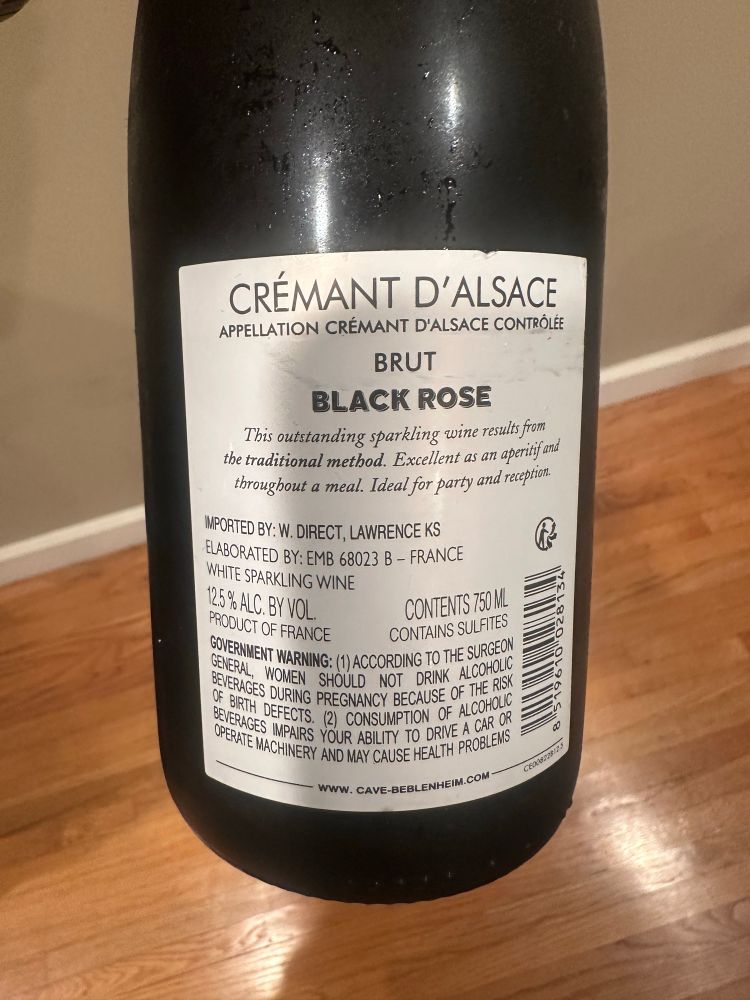 CRÉMANT D'ALSACE
APPELLATION CRÉMANT D'ALSACE CONTRÔLÉE
BRUT
BLACK ROSE
This outstanding sparkling wine results from
the traditional method. Excellent as an aperitif and
throughout a meal. Ideal for party and reception.
IMPORTED BY: W. DIRECT, LAWRENCE KS
ELABORATED BY: EMB 68023 B – FRANCE
WHITE SPARKLING WINE
12.5 % ALC. BY VOL.
CONTENTS 750 ML
PRODUCT OF FRANCE
CONTAINS SULFITES
GOVERNMENT WARNING: (1) ACCORDING TO THE SURGEON
GENERAL, WOMEN SHOULD NOT DRINK ALCOHOLIC
BEVERAGES DURING PREGNANCY BECAUSE OF THE RISK
OF BIRTH DEFECTS. (2) CONSUMPTION OF ALCOHOLIC
BEVERAGES IMPAIRS YOUR ABILITY TO DRIVE A CAR OR
OPERATE MACHINERY AND MAY CAUSE HEALTH PROBLEMS
8 519610 028134
WWW. CAVE-BEBLENHEIM.COM